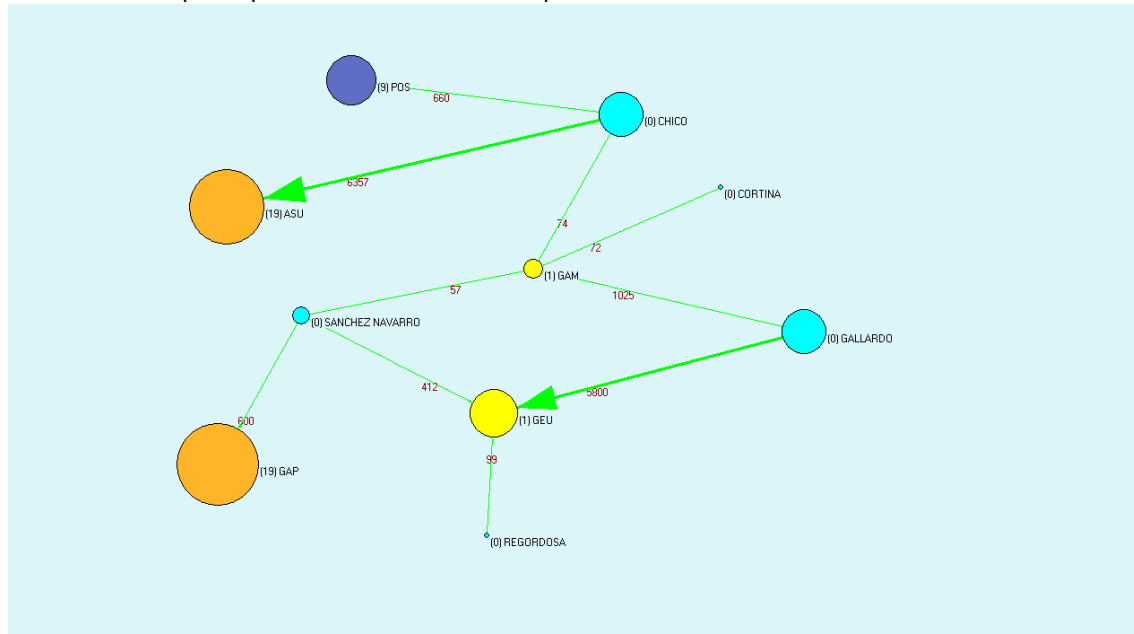 (9) POS
660
(0) CHICO
6357
(0) CORTINA
(19) ASU
74
72
(1) GAM
57
1025
(0) SANCHEZ NAVARRO
(0) GALLARDO
412
5800
600
(1) GEU
99
(19) GAP
(0) REGORDOSA